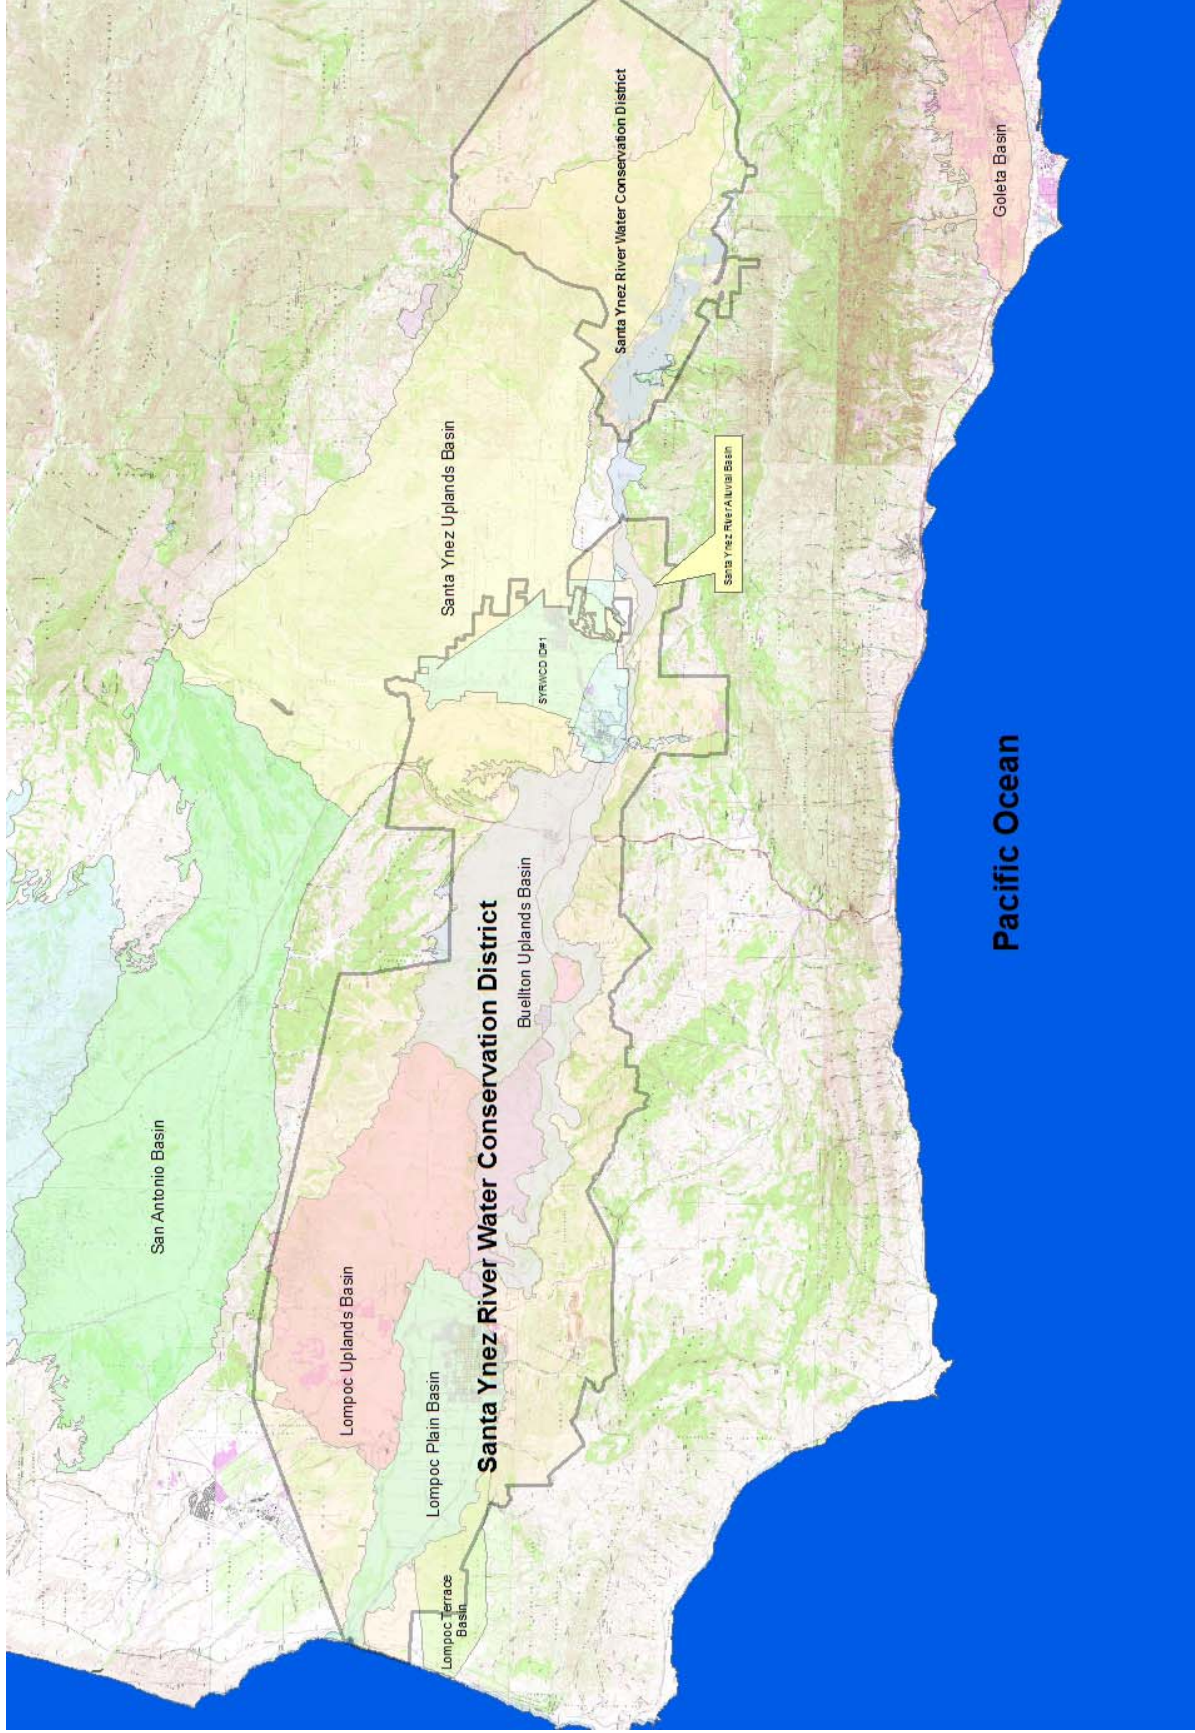 San Antonio Basin
Santa Ynez Uplands Basin
Santa Ynez River Water Conservation District
Lompoc Uplands Basin
SYRWCD ID#1
Buellton Uplands Basin
Lompoc Plain Basin
Santa Ynez River Water Conservation District
Santa Ynez River Alluvial Basin
Lompoc Terrace
Basin
Goleta Basin
Pacific Ocean